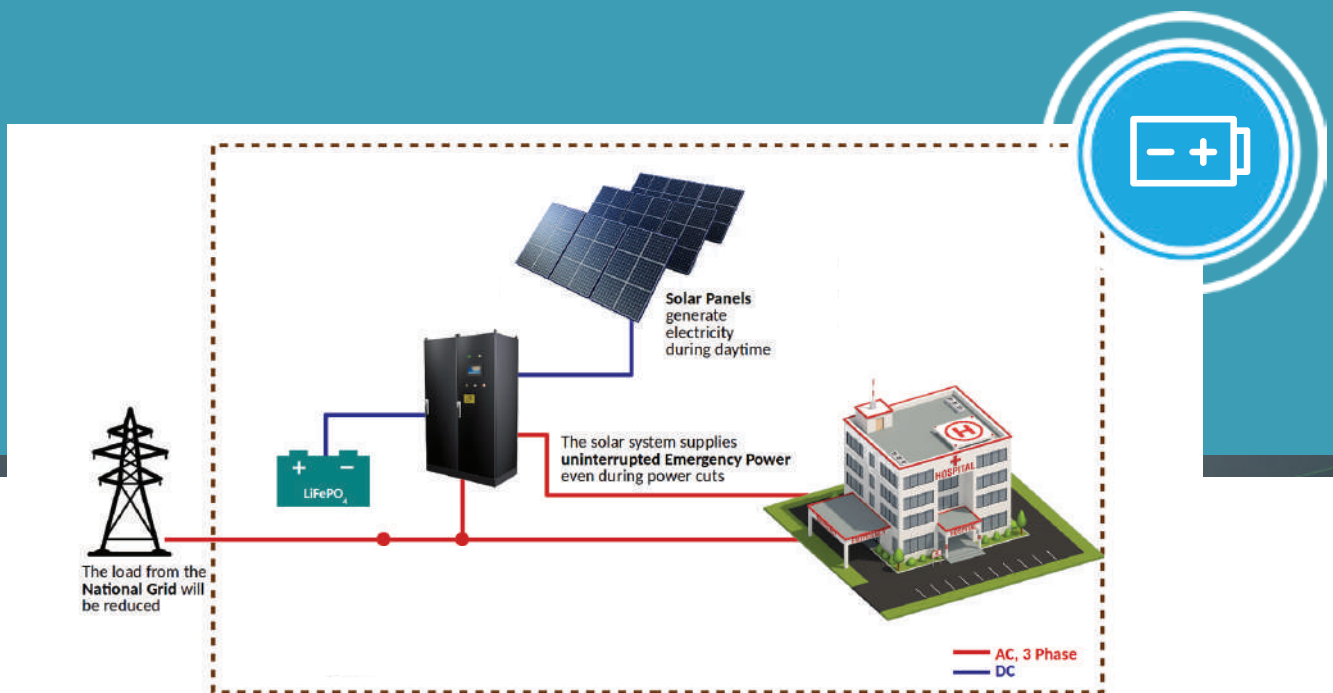 Solar Panels
generate
electricity
during daytime
The solar system supplies
uninterrupted Emergency Power
even during power cuts
+ −
LiFePO4
HOSPITAL
The load from the
National Grid will
be reduced
AC, 3 Phase
DC
− +
H